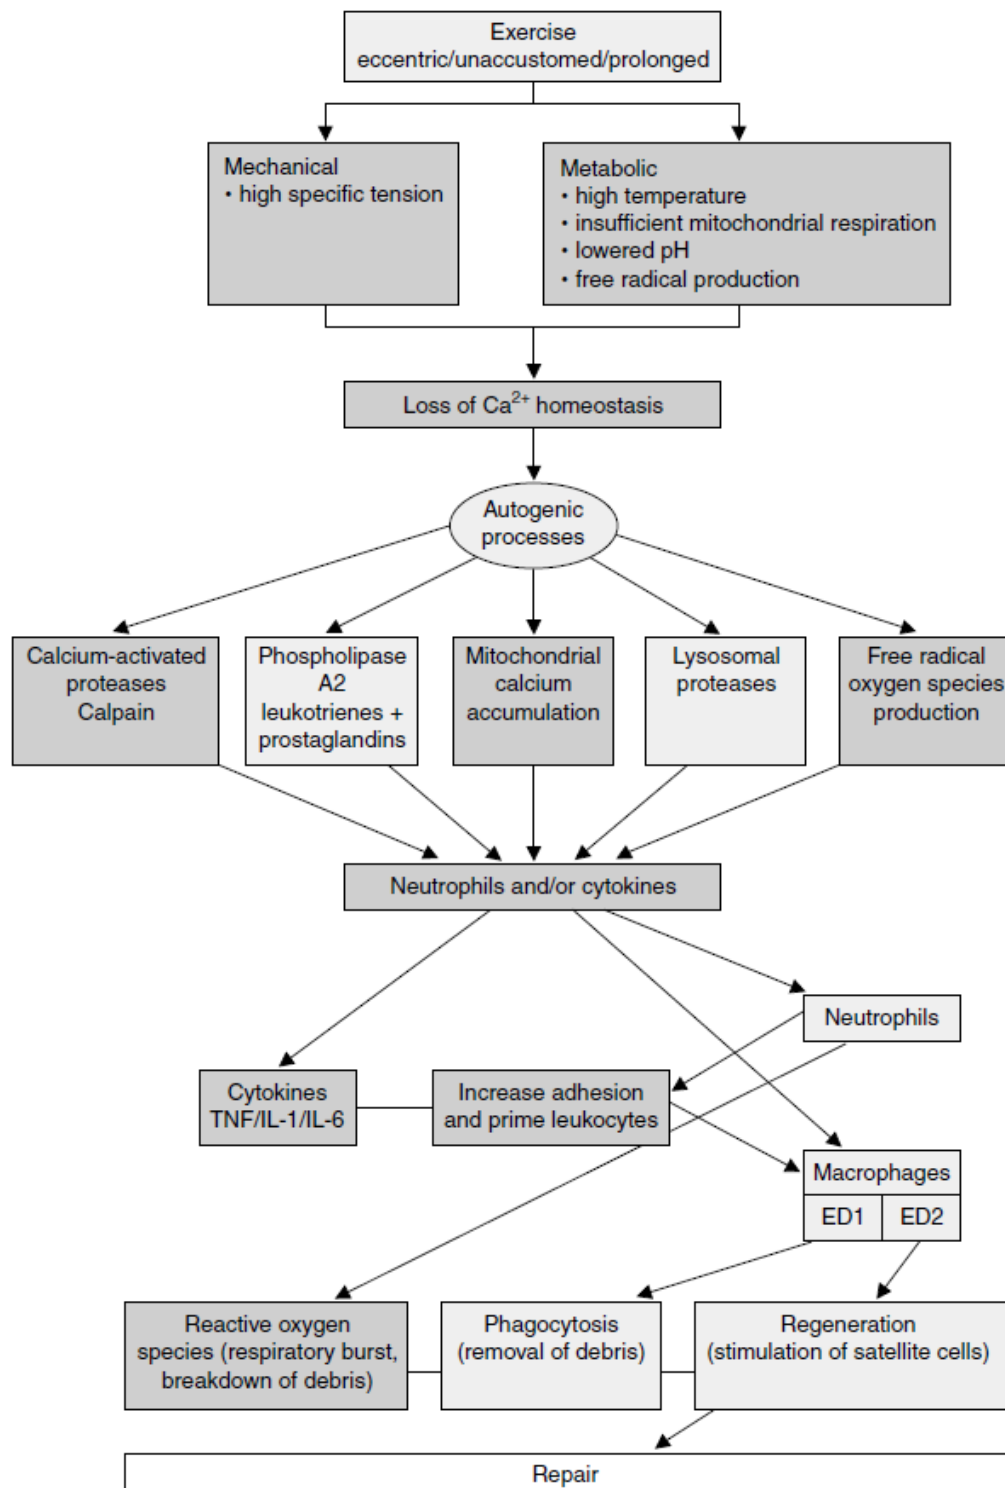 Exercise
eccentric/unaccustomed/prolonged
Mechanical
• high specific tension
Metabolic
• high temperature
• insufficient mitochondrial respiration
• lowered pH
• free radical production
Loss of Ca²⁺ homeostasis
Autogenic
processes
Calcium-activated
proteases
Calpain
Phospholipase
A2
leukotrienes +
prostaglandins
Mitochondrial
calcium
accumulation
Lysosomal
proteases
Free radical
oxygen species
production
Neutrophils and/or cytokines
Neutrophils
Cytokines
TNF/IL-1/IL-6
Increase adhesion
and prime leukocytes
Macrophages
ED1
ED2
Reactive oxygen
species (respiratory burst,
breakdown of debris)
Phagocytosis
(removal of debris)
Regeneration
(stimulation of satellite cells)
Repair